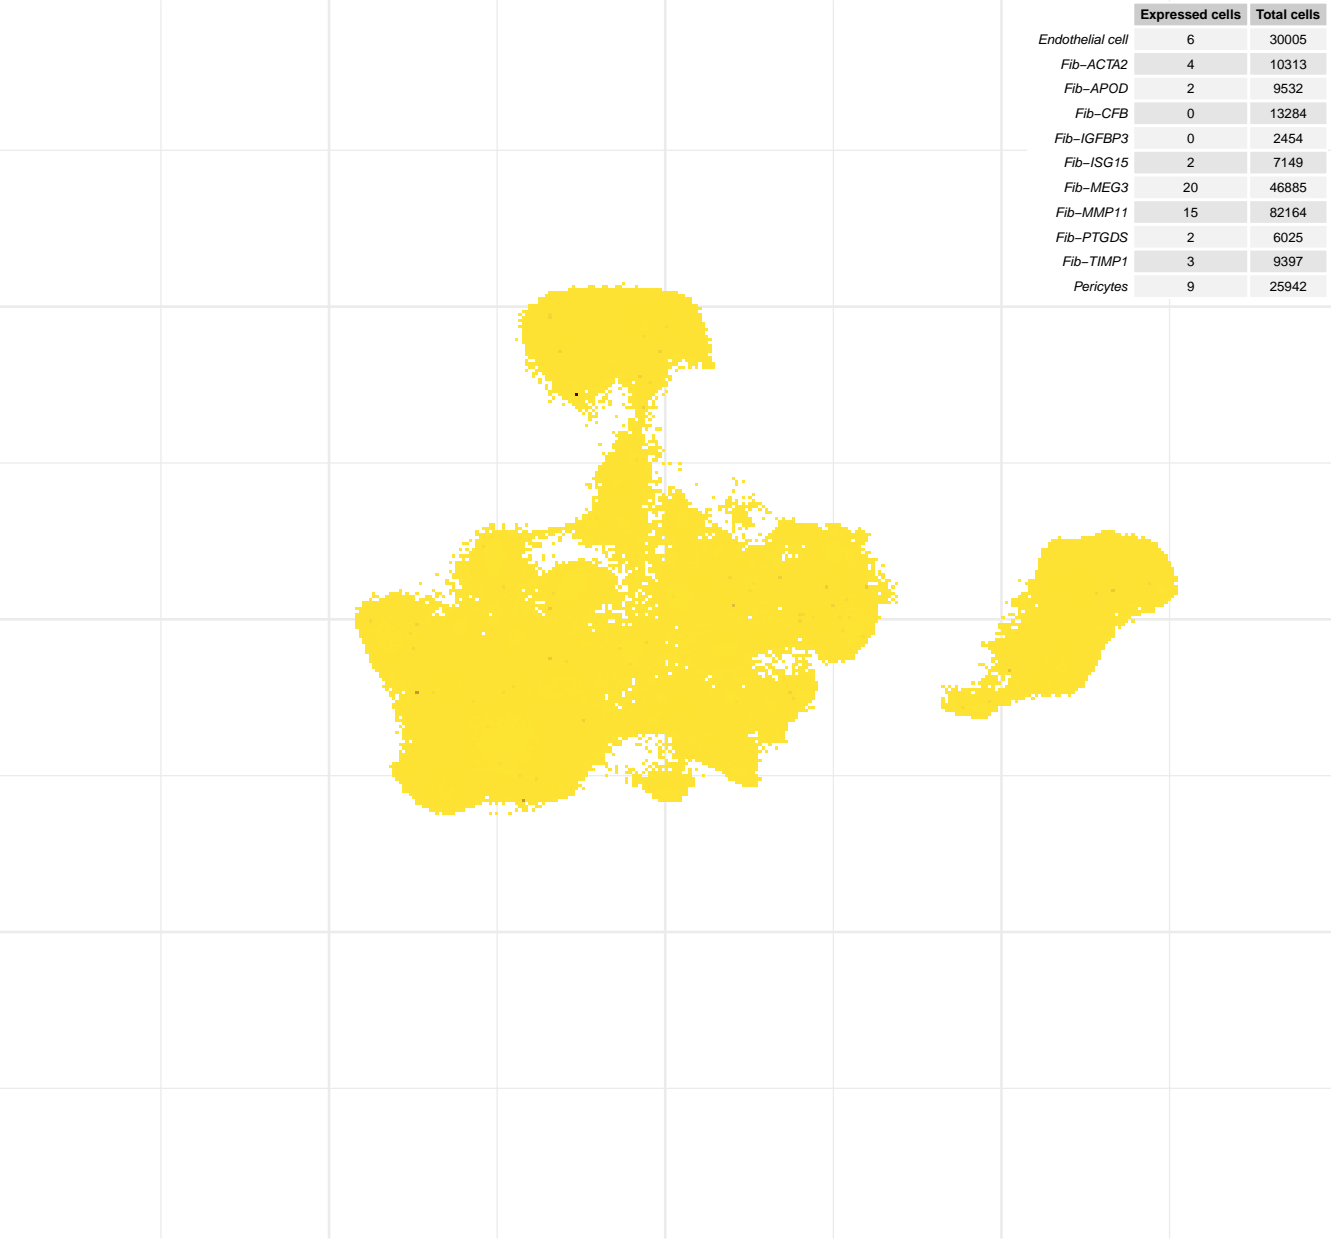 Expressed cells Total cells
Endothelial cell 6 30005
Fib−ACTA2 4 10313
Fib−APOD 2 9532
Fib−CFB 0 13284
Fib−IGFBP3 0 2454
Fib−ISG15 2 7149
Fib−MEG3 20 46885
Fib−MMP11 15 82164
Fib−PTGDS 2 6025
Fib−TIMP1 3 9397
Pericytes 9 25942